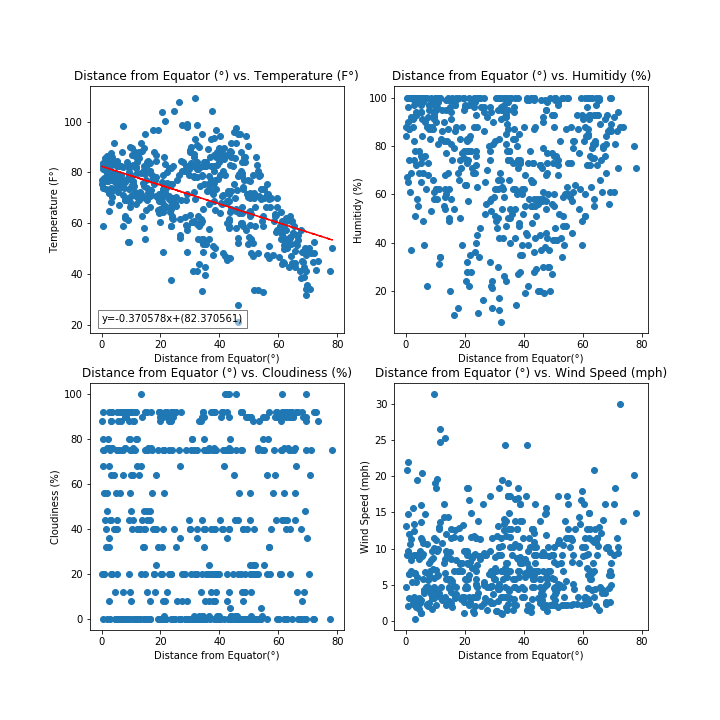 Distance from Equator (°) vs. Temperature (F°)
Temperature (F°)
100
80
60
40
20
y=-0.370578x+(82.370561)
0 20 40 60 80
Distance from Equator(°)
Distance from Equator (°) vs. Humitidy (%)
Humitidy (%)
100
80
60
40
20
0 20 40 60 80
Distance from Equator(°)
Distance from Equator (°) vs. Cloudiness (%)
Cloudiness (%)
100
80
60
40
20
0
0 20 40 60 80
Distance from Equator(°)
Distance from Equator (°) vs. Wind Speed (mph)
Wind Speed (mph)
30
25
20
15
10
5
0
0 20 40 60 80
Distance from Equator(°)